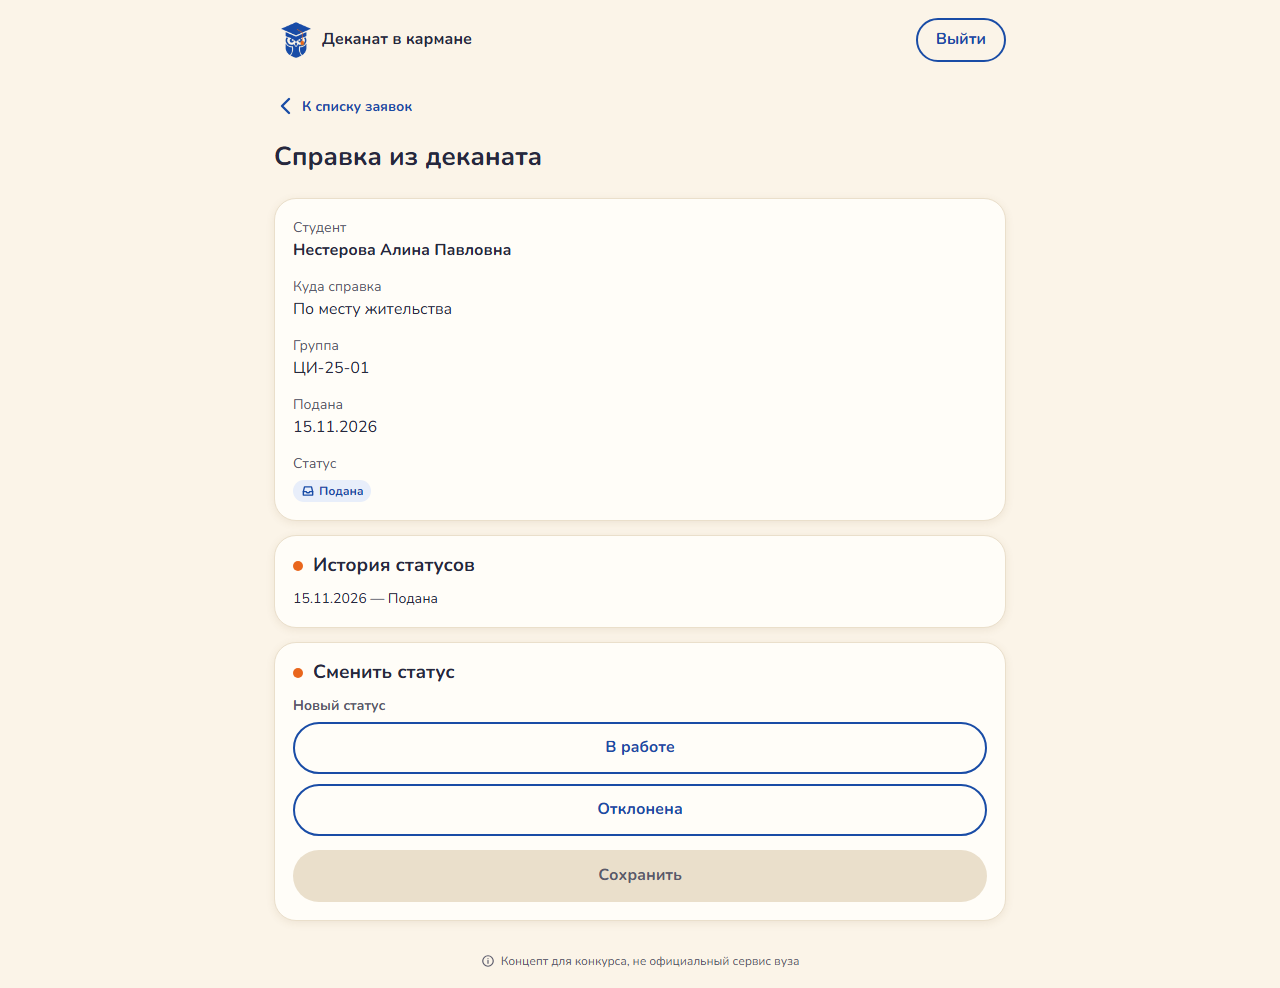 Деканат в кармане
Выйти
К списку заявок
Справка из деканата
Студент
Нестерова Алина Павловна
Куда справка
По месту жительства
Группа
ЦИ-25-01
Подана
15.11.2026
Статус
Подана
История статусов
15.11.2026 — Подана
Сменить статус
Новый статус
В работе
Отклонена
Сохранить
Концепт для конкурса, не официальный сервис вуза